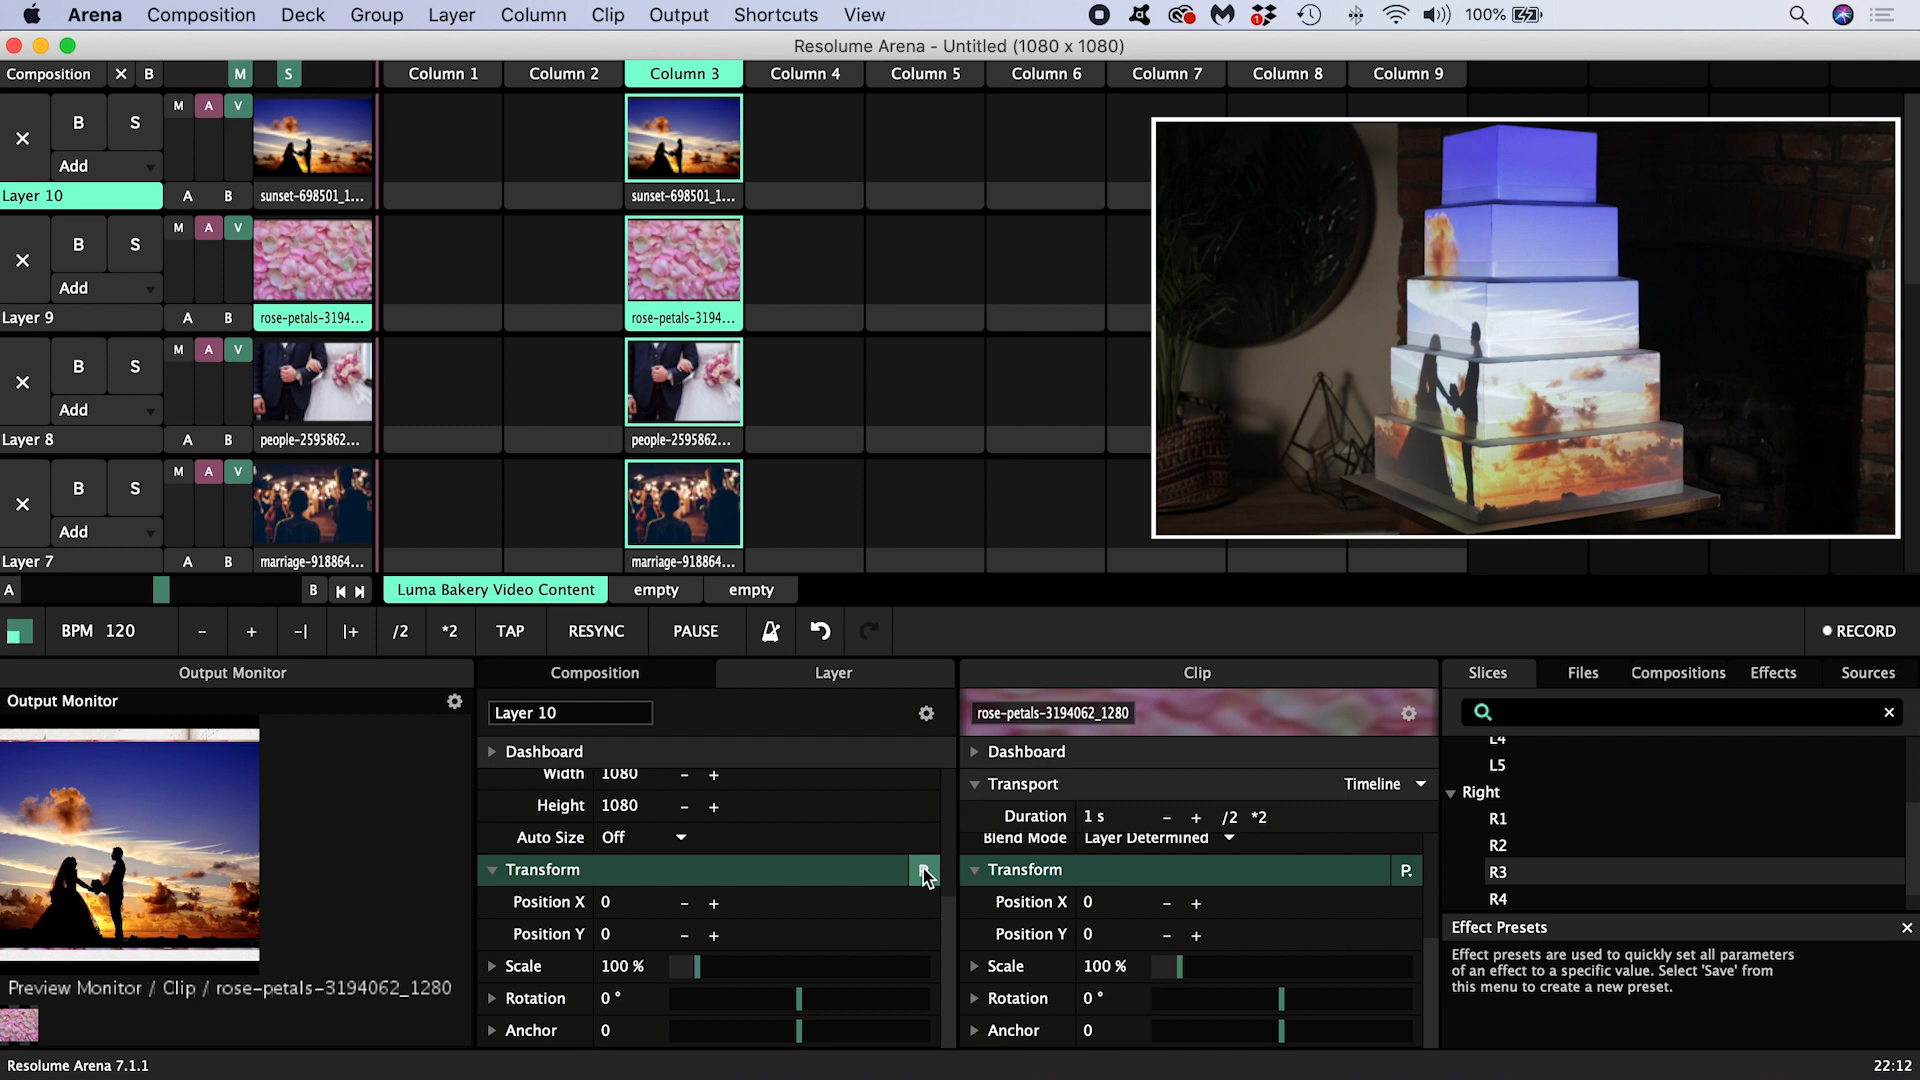 Arena Composition Deck Group Layer Column Clip Output Shortcuts View 1 100%
Resolume Arena - Untitled (1080 x 1080)
Composition B M S Column 1 Column 2 Column 3 Column 4 Column 5 Column 6 Column 7 Column 8 Column 9
B S M A V
Add
Layer 10 A B sunset-698501_1... sunset-698501_1...
B S M A V
Add
Layer 9 A B rose-petals-3194... rose-petals-3194...
B S M A V
Add
Layer 8 A B people-2595862... people-2595862...
B S M A V
Add
Layer 7 A B marriage-918864... marriage-918864...
A B Luma Bakery Video Content empty empty
BPM 120 - + -| |+ /2 *2 TAP RESYNC PAUSE RECORD
Output Monitor Composition Layer Clip Slices Files Compositions Effects Sources
Output Monitor
Layer 10
rose-petals-3194062_1280
Dashboard
Width 1080 - +
Height 1080 - +
Auto Size Off
Transform
Position X 0 - +
Position Y 0 - +
Scale 100 %
Rotation 0 °
Anchor 0
Dashboard
Transport Timeline
Duration 1 s - + /2 *2
Blend Mode Layer Determined
Transform P.
Position X 0 - +
Position Y 0 - +
Scale 100 %
Rotation 0 °
Anchor 0
L4
L5
Right
R1
R2
R3
R4
Effect Presets
Effect presets are used to quickly set all parameters
of an effect to a specific value. Select 'Save' from
this menu to create a new preset.
Preview Monitor / Clip / rose-petals-3194062_1280
Resolume Arena 7.1.1 22:12